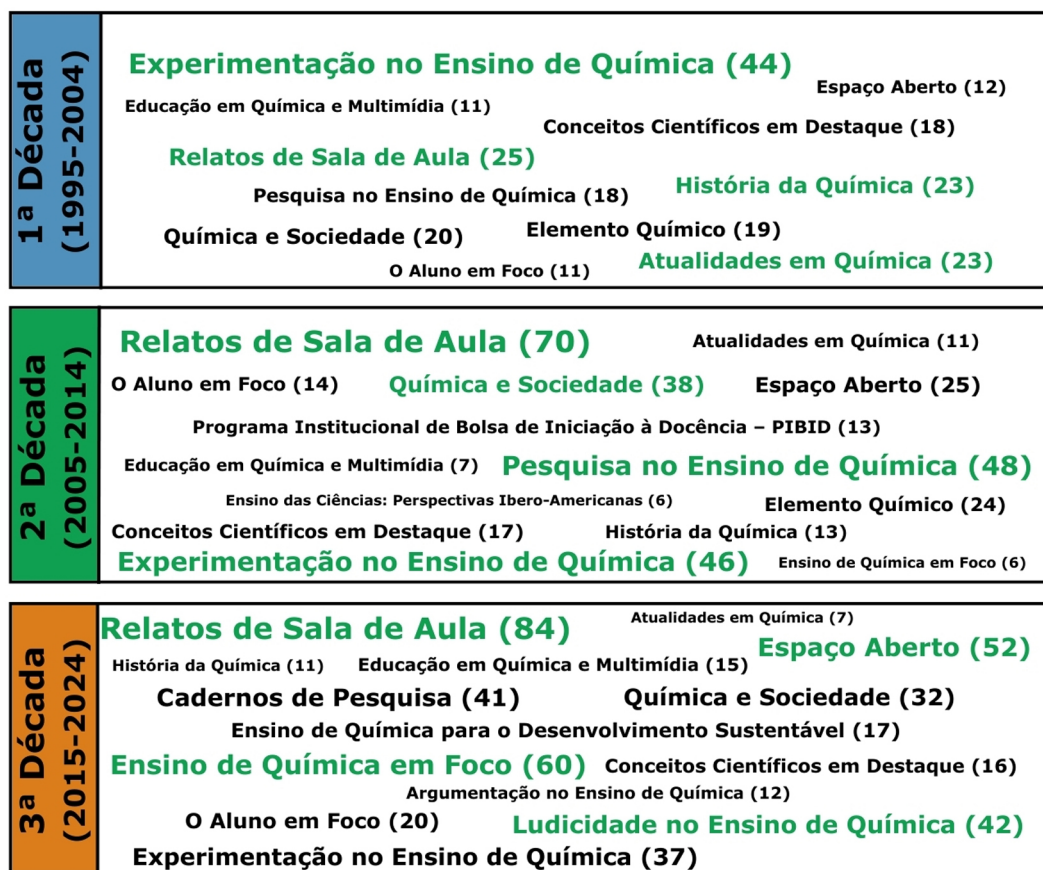 1ª Década
(1995-2004)
Experimentação no Ensino de Química (44)
Espaço Aberto (12)
Educação em Química e Multimídia (11)
Conceitos Científicos em Destaque (18)
Relatos de Sala de Aula (25)
História da Química (23)
Pesquisa no Ensino de Química (18)
Química e Sociedade (20)
Elemento Químico (19)
Atualidades em Química (23)
O Aluno em Foco (11)
2ª Década
(2005-2014)
Relatos de Sala de Aula (70)
Atualidades em Química (11)
O Aluno em Foco (14)
Química e Sociedade (38)
Espaço Aberto (25)
Programa Institucional de Bolsa de Iniciação à Docência – PIBID (13)
Educação em Química e Multimídia (7)
Pesquisa no Ensino de Química (48)
Ensino das Ciências: Perspectivas Ibero-Americanas (6)
Elemento Químico (24)
Conceitos Científicos em Destaque (17)
História da Química (13)
Experimentação no Ensino de Química (46)
Ensino de Química em Foco (6)
3ª Década
(2015-2024)
Relatos de Sala de Aula (84)
Atualidades em Química (7)
Espaço Aberto (52)
História da Química (11)
Educação em Química e Multimídia (15)
Cadernos de Pesquisa (41)
Química e Sociedade (32)
Ensino de Química para o Desenvolvimento Sustentável (17)
Ensino de Química em Foco (60)
Conceitos Científicos em Destaque (16)
Argumentação no Ensino de Química (12)
O Aluno em Foco (20)
Ludicidade no Ensino de Química (42)
Experimentação no Ensino de Química (37)